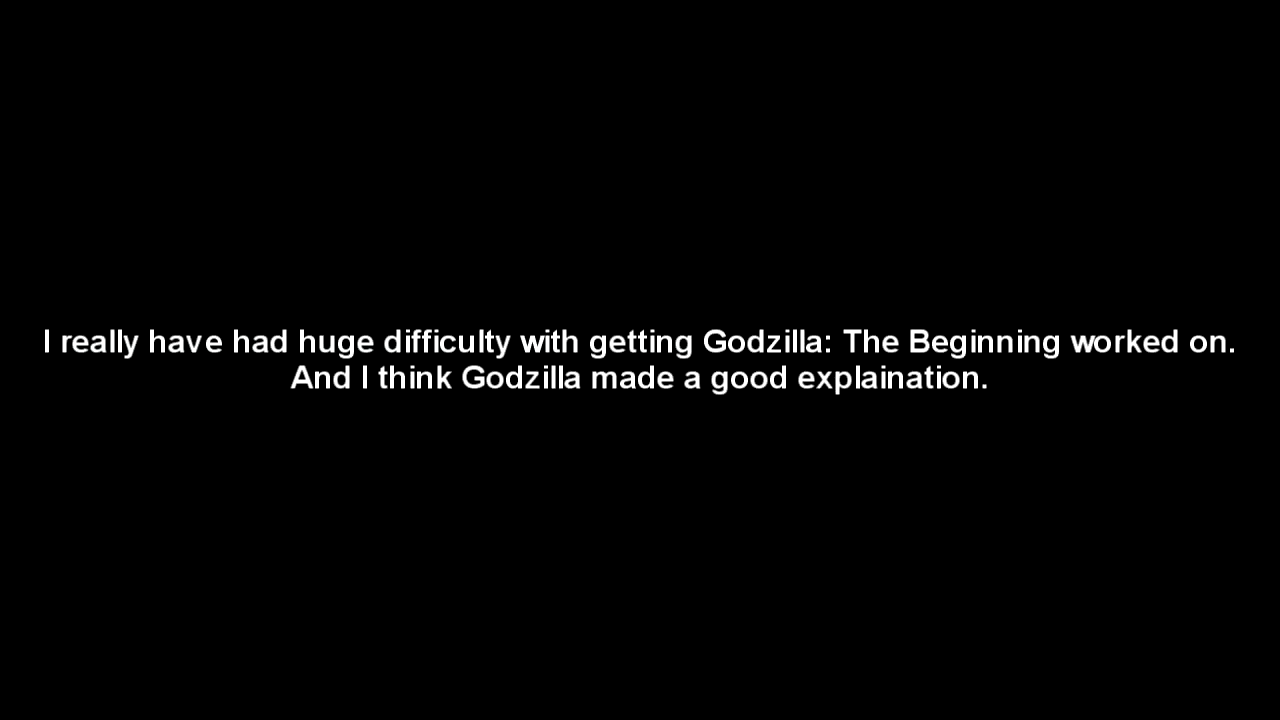 I really have had huge difficulty with getting Godzilla: The Beginning worked on.
And I think Godzilla made a good explaination.